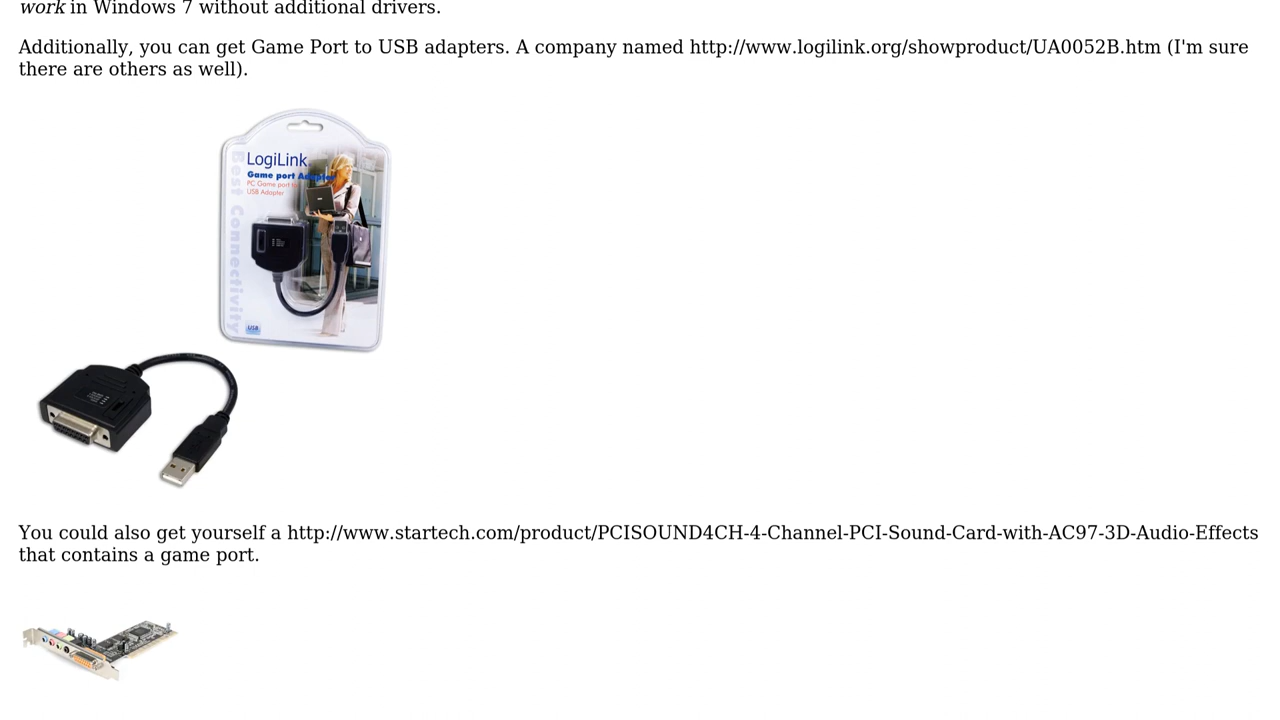 work in Windows 7 without additional drivers.
Additionally, you can get Game Port to USB adapters. A company named http://www.logilink.org/showproduct/UA0052B.htm (I'm sure
there are others as well).
LogiLink
Game port Adapter
PC Game port to
USB Adapter
Best Connectivity
USB
You could also get yourself a http://www.startech.com/product/PCISOUND4CH-4-Channel-PCI-Sound-Card-with-AC97-3D-Audio-Effects
that contains a game port.